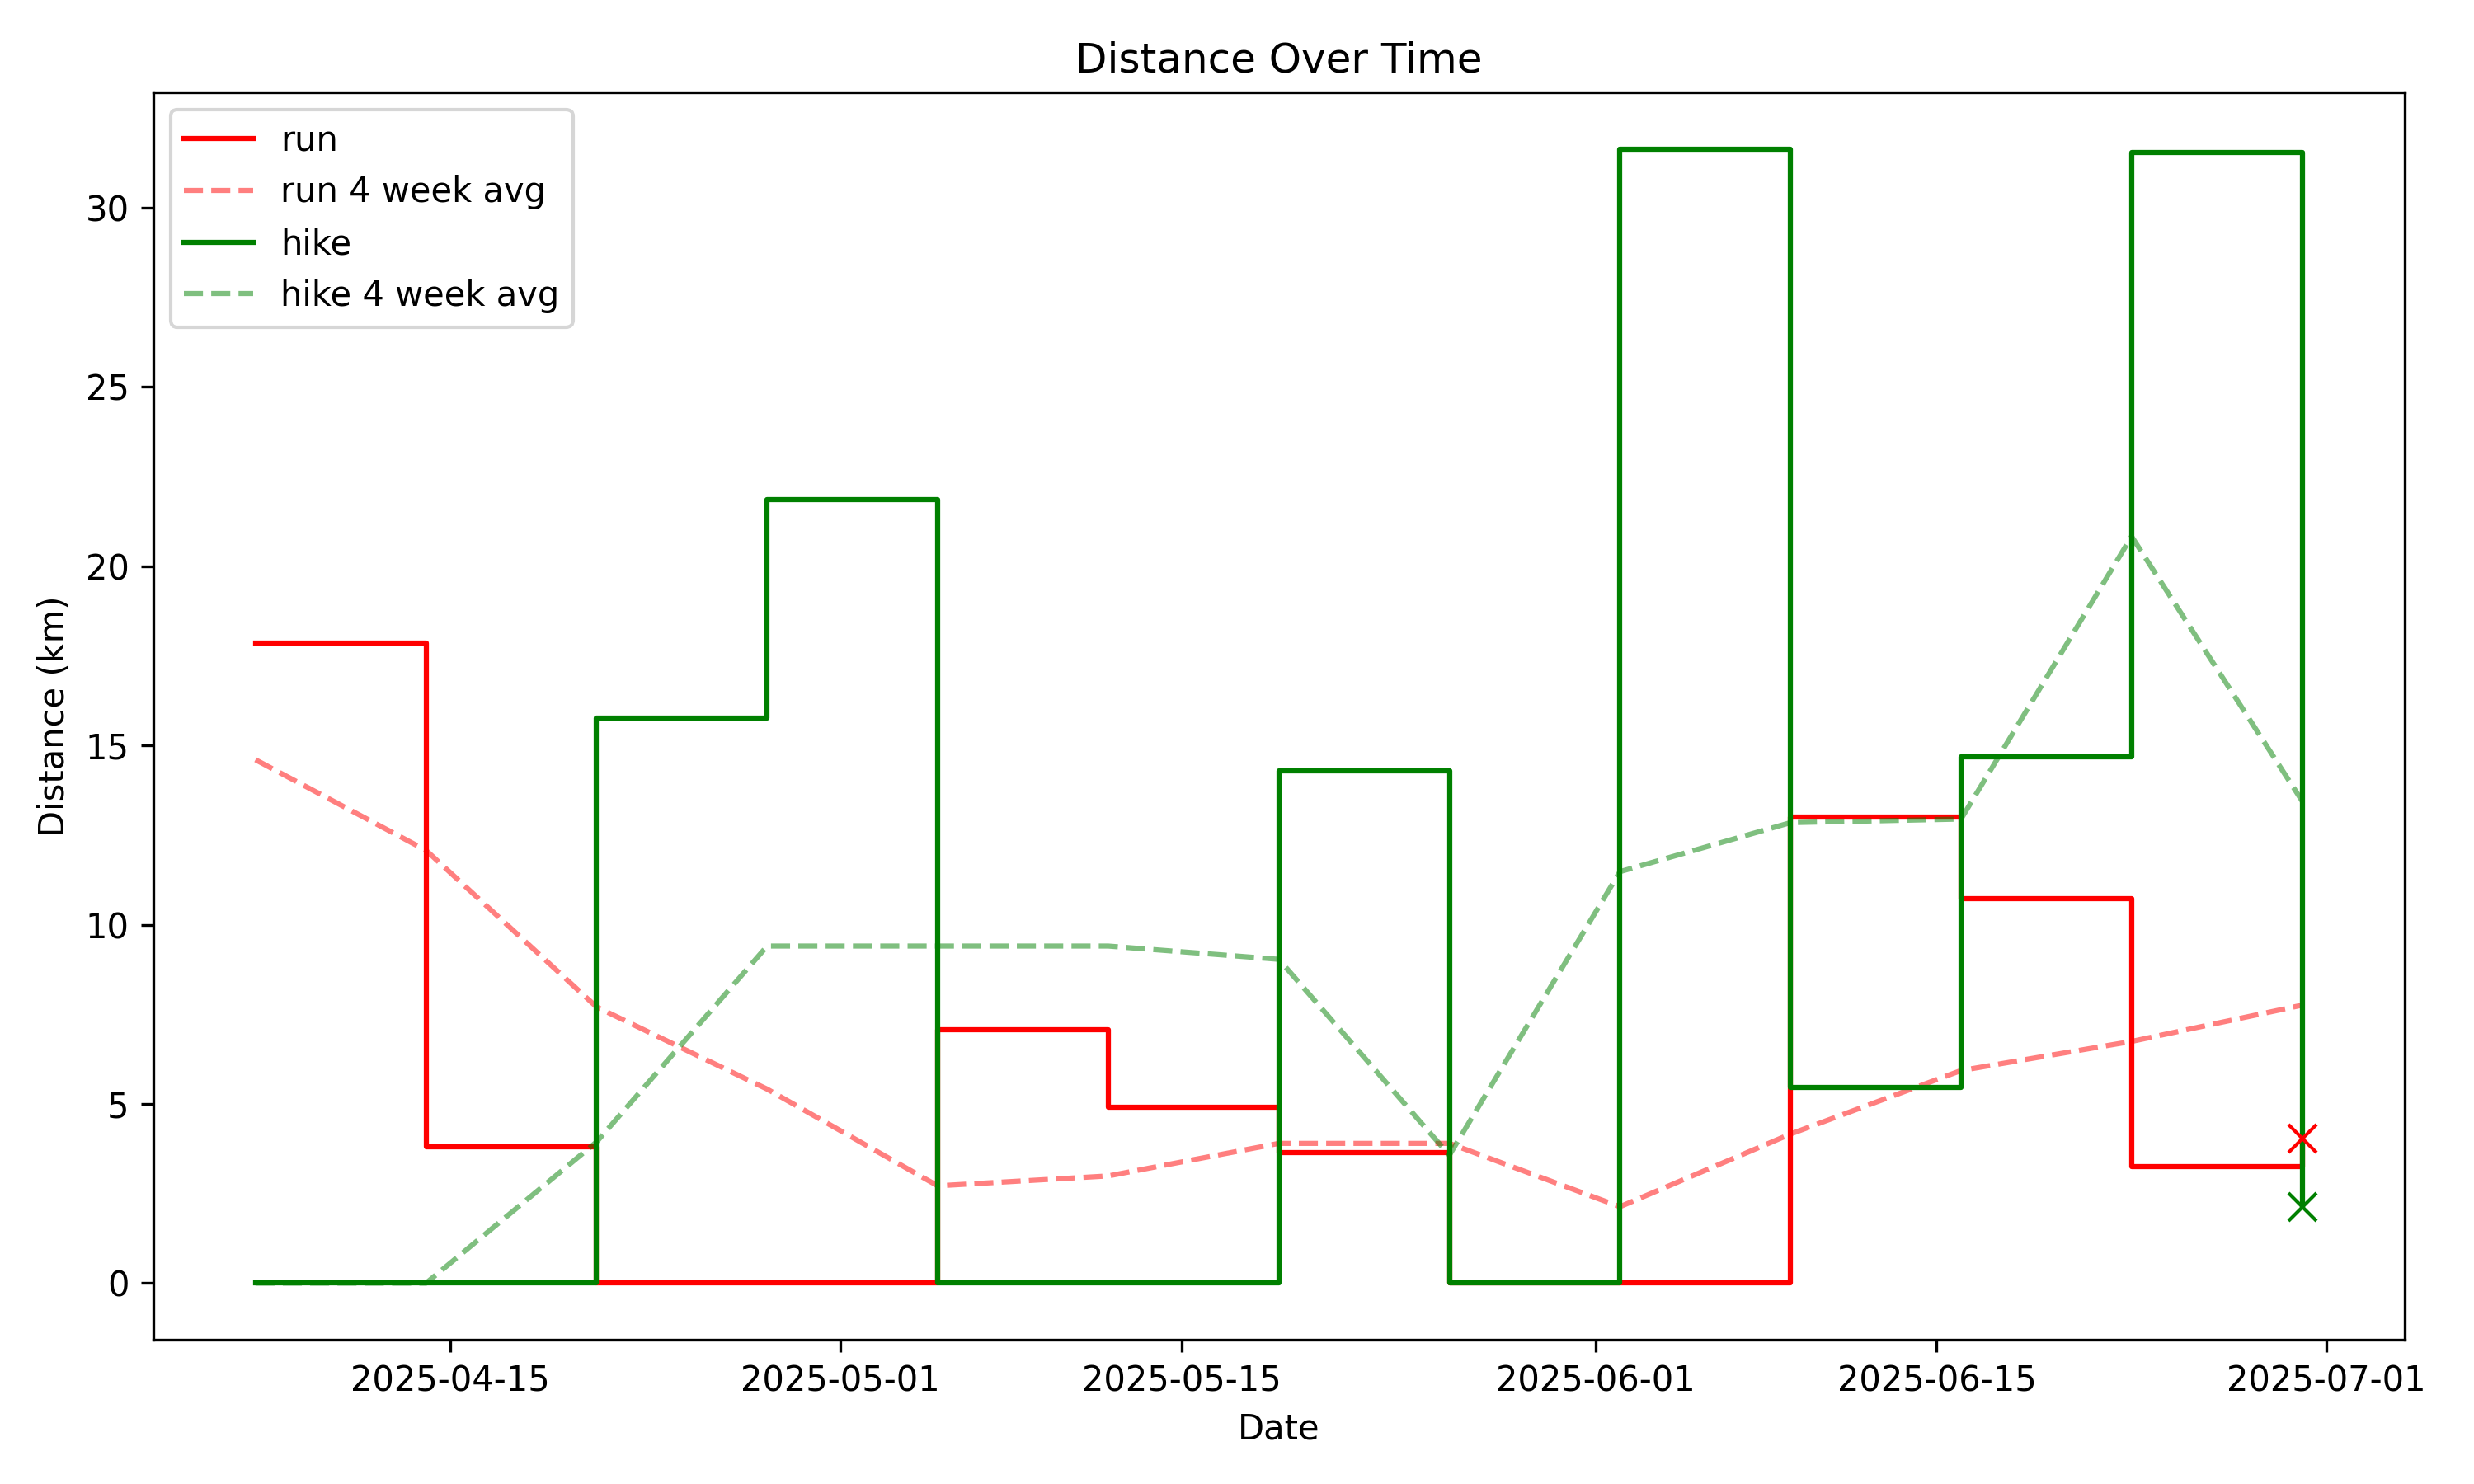 Distance Over Time
run
run 4 week avg
hike
hike 4 week avg
Distance (km)
30
25
20
15
10
5
0
2025-04-15 2025-05-01 2025-05-15 2025-06-01 2025-06-15 2025-07-01
Date